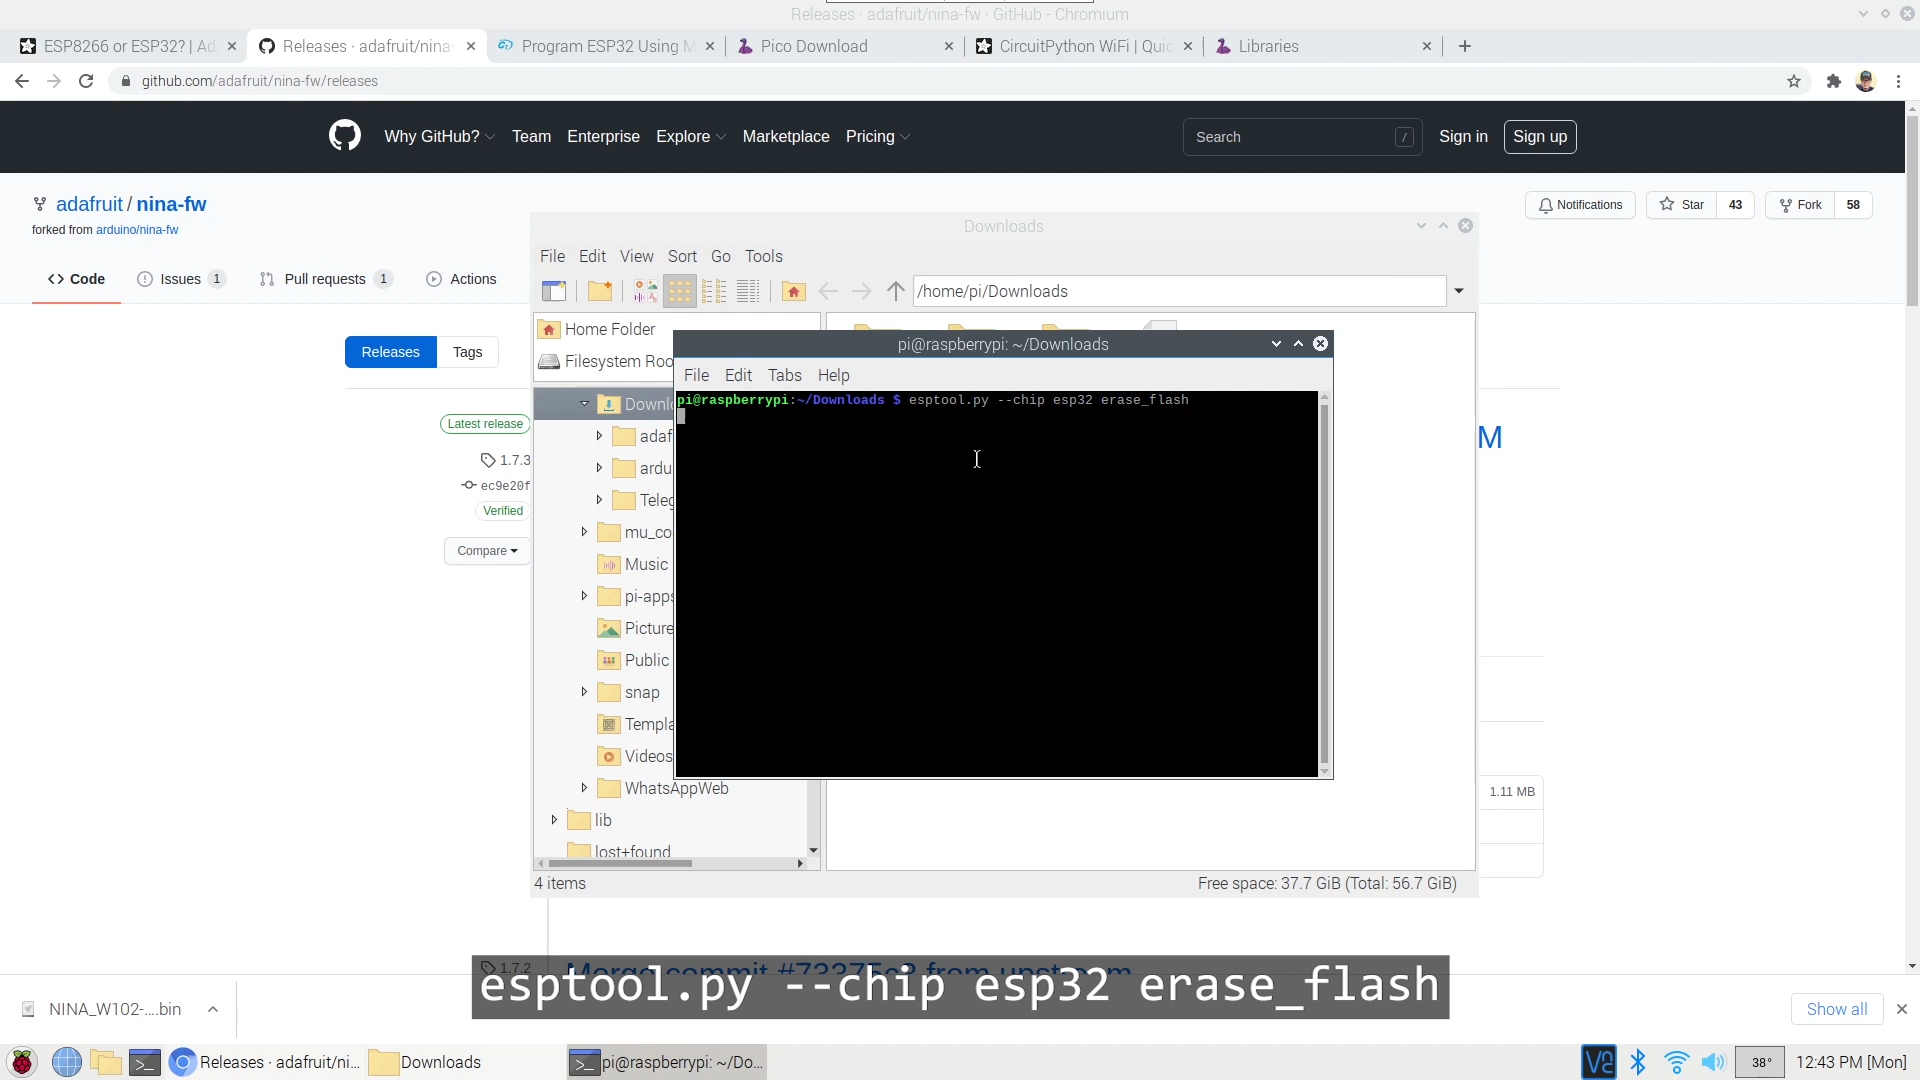 Releases · adafruit/nina-fw · GitHub - Chromium
ESP8266 or ESP32? | Ad
Releases · adafruit/nina-
Program ESP32 Using M
Pico Download
CircuitPython WiFi | Quic
Libraries
github.com/adafruit/nina-fw/releases
Why GitHub? Team Enterprise Explore Marketplace Pricing Search / Sign in Sign up
adafruit / nina-fw
forked from arduino/nina-fw
Notifications Star 43 Fork 58
Code Issues 1 Pull requests 1 Actions
Downloads
File Edit View Sort Go Tools
/home/pi/Downloads
Releases Tags
Latest release
1.7.3
ec9e20f
Verified
Compare
Home Folder
Filesystem Roo
Downl
adaf
ardu
Teleg
mu_co
Music
pi-apps
Picture
Public
snap
Templa
Videos
WhatsAppWeb
lib
lost+found
pi@raspberrypi: ~/Downloads
File Edit Tabs Help
pi@raspberrypi:~/Downloads $ esptool.py --chip esp32 erase_flash
M
1.11 MB
4 items
Free space: 37.7 GiB (Total: 56.7 GiB)
1.7.2
esptool.py --chip esp32 erase_flash
NINA_W102-....bin
Show all
Releases · adafruit/ni...
Downloads
pi@raspberrypi: ~/Do...
38°
12:43 PM [Mon]